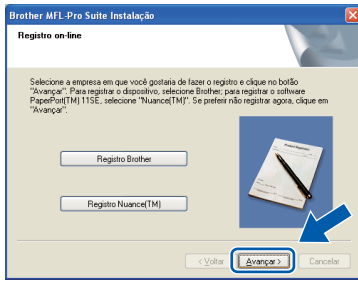 Brother MFL-Pro Suite Instalação
Registro on-line
Selecione a empresa em que você gostaria de fazer o registro e clique no botão
"Avançar". Para registrar o dispositivo, selecione Brother; para registrar o software
PaperPort(TM) 11SE, selecione "Nuance(TM)". Se preferir não registrar agora, clique em
"Avançar".
Registro Brother
Registro Nuance(TM)
< Voltar
Avançar >
Cancelar